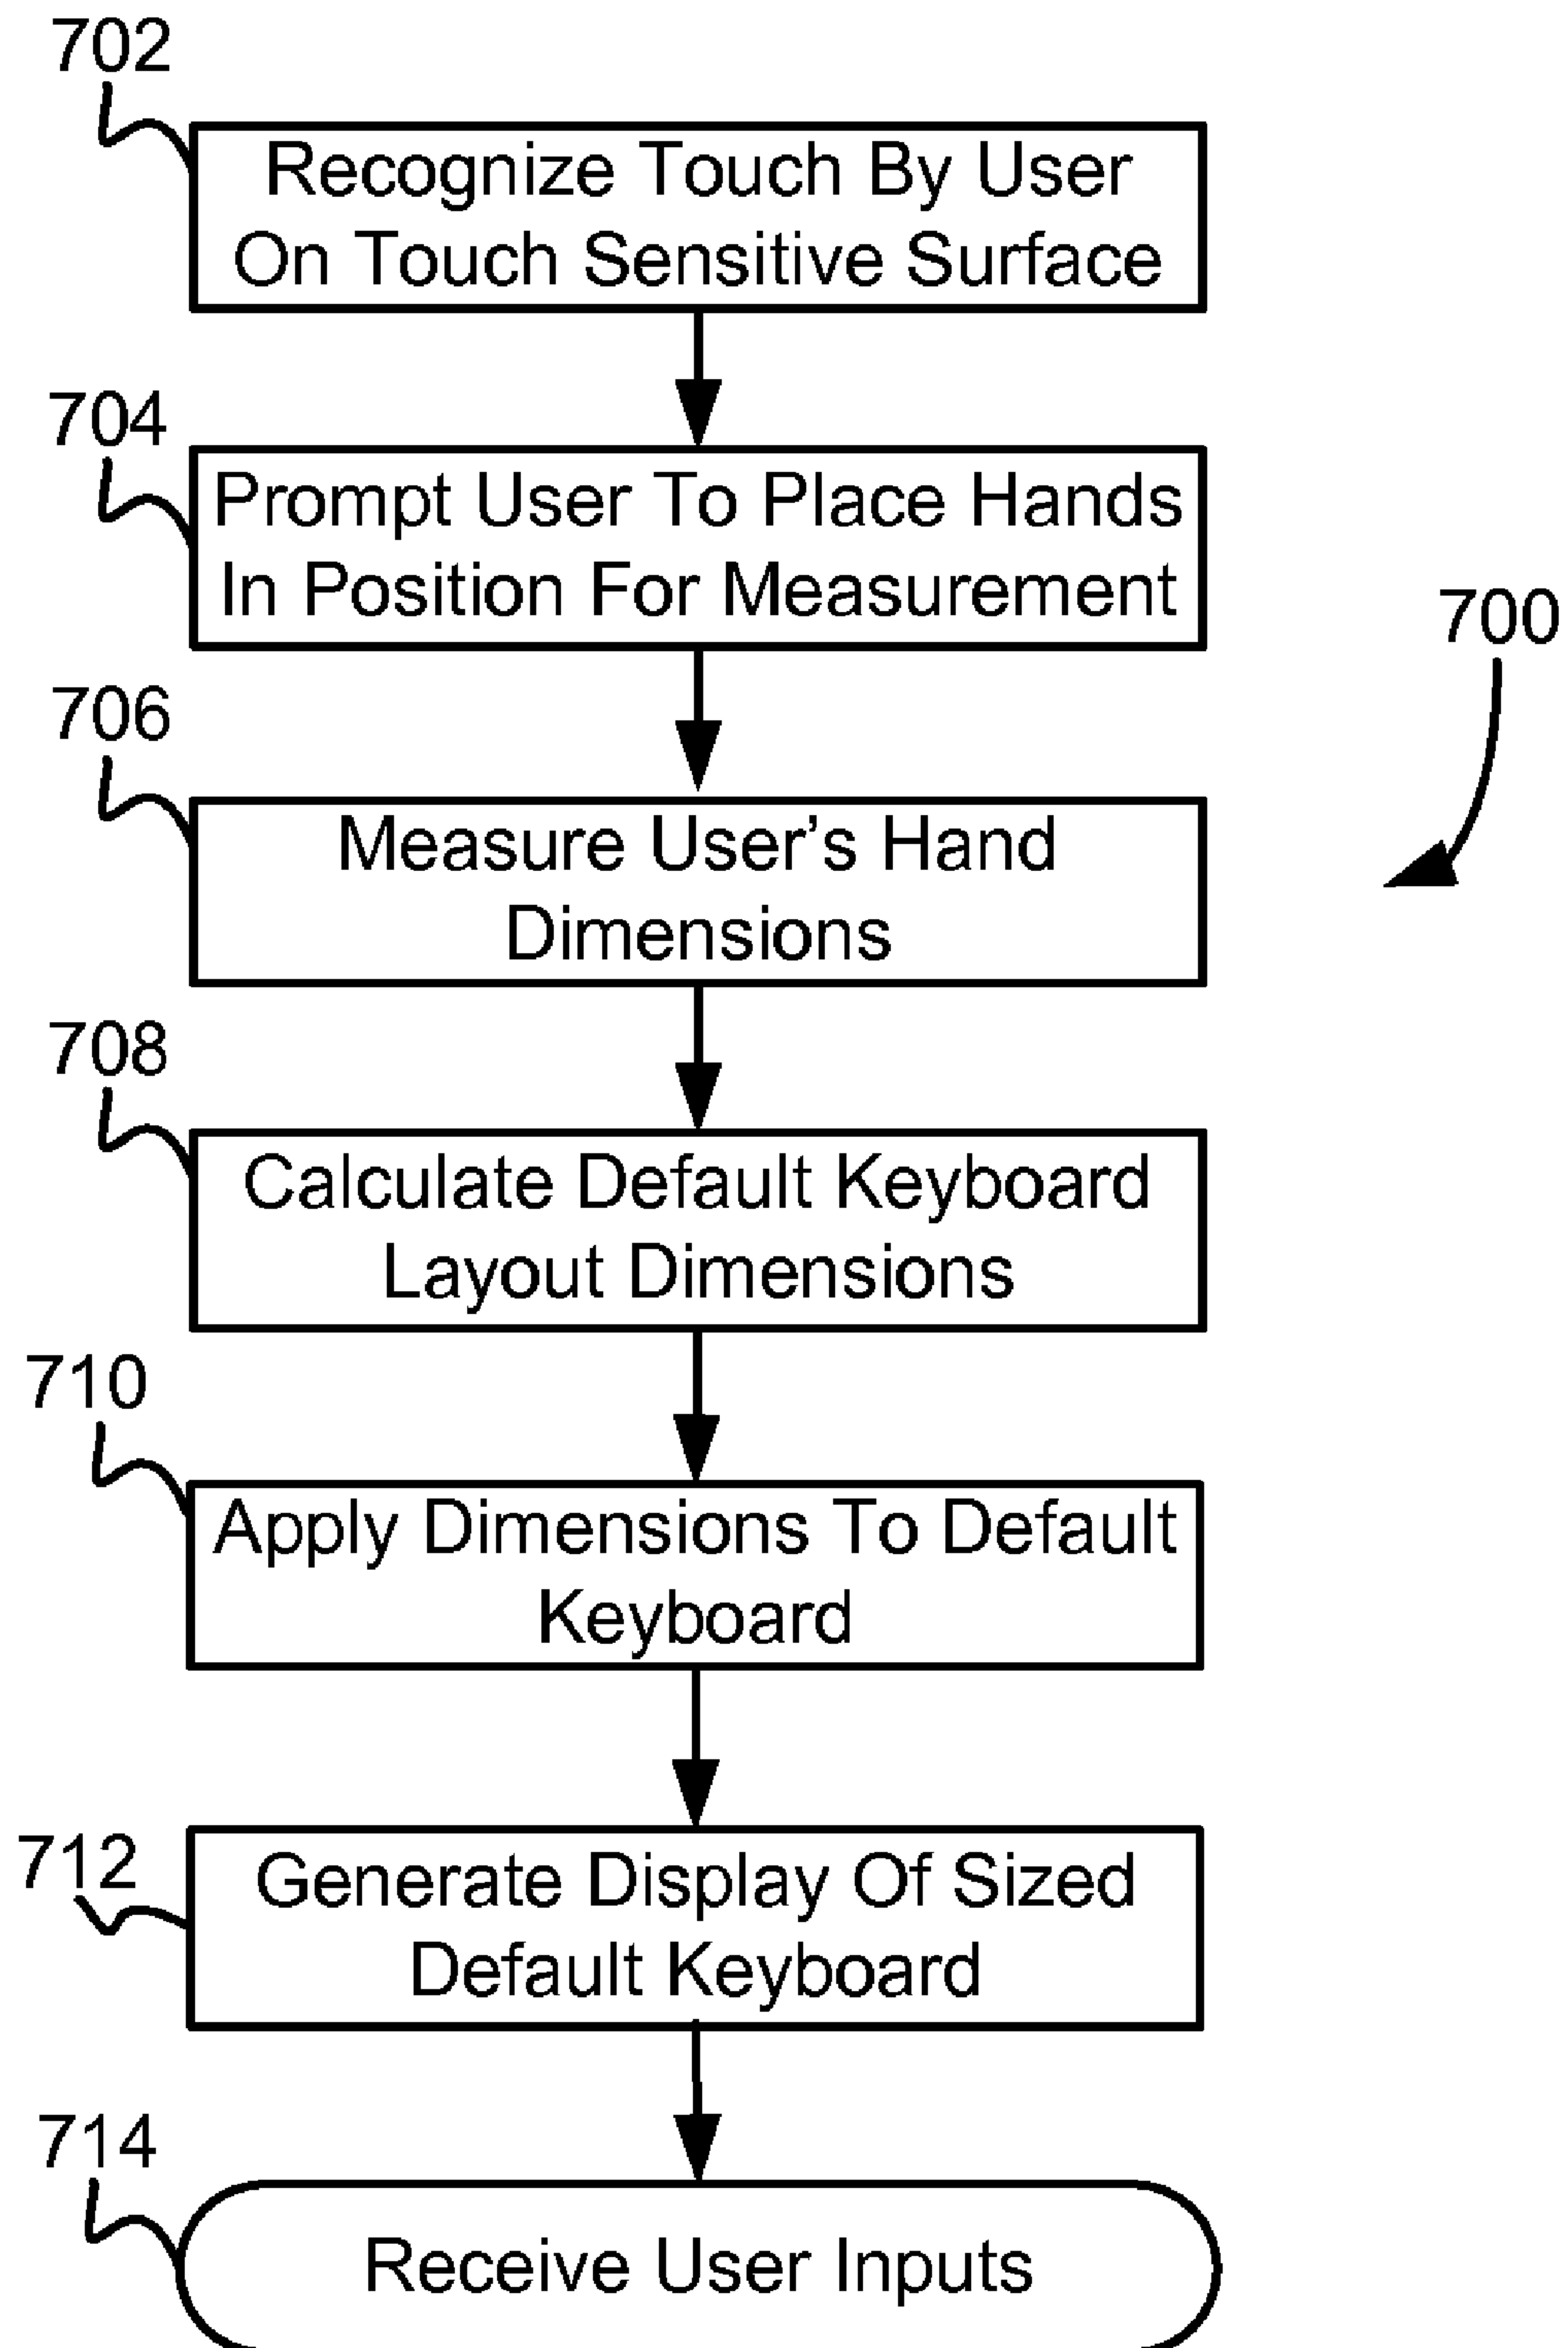 702
Recognize Touch By User
On Touch Sensitive Surface
704
Prompt User To Place Hands
In Position For Measurement
700
706
Measure User's Hand
Dimensions
708
Calculate Default Keyboard
Layout Dimensions
710
Apply Dimensions To Default
Keyboard
712
Generate Display Of Sized
Default Keyboard
714
Receive User Inputs